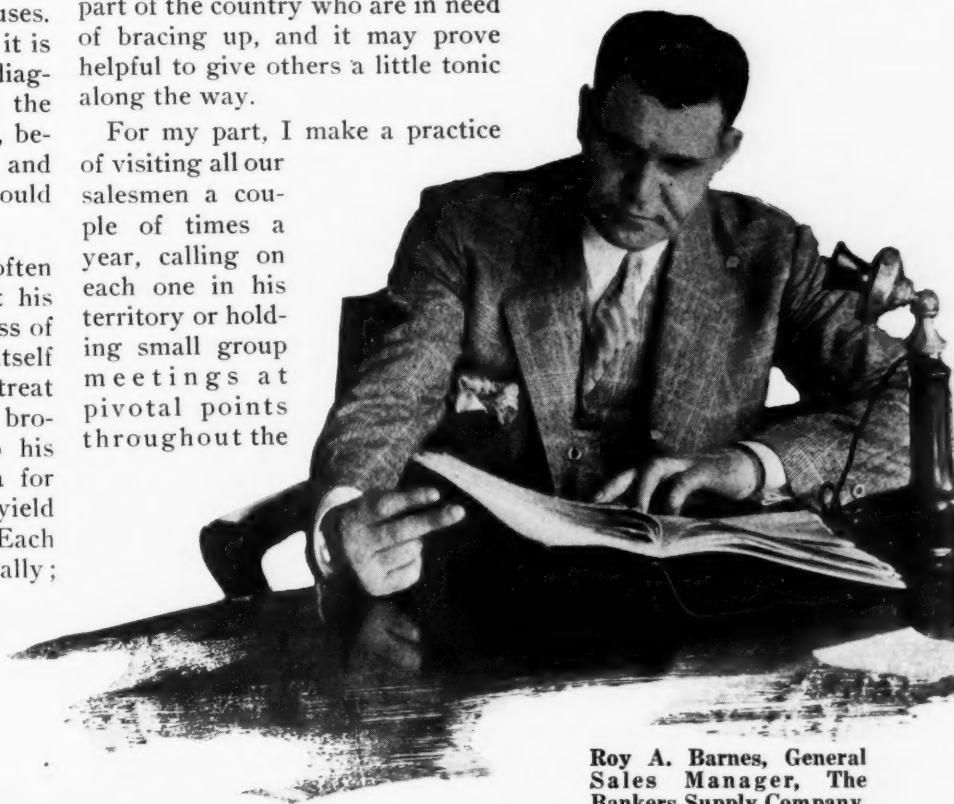 uses.
it is
diag-
the
, be-
and
ould
often
t his
ss of
tself
treat
bro-
his
a for
yield
Each
ally;
part of the country who are in need
of bracing up, and it may prove
helpful to give others a little tonic
along the way.
For my part, I make a practice
of visiting all our
salesmen a cou-
ple of times a
year, calling on
each one in his
territory or hold-
ing small group
meetings at
pivotal points
throughout the
Roy A. Barnes, General
Sales Manager, The
Bankers Supply Company